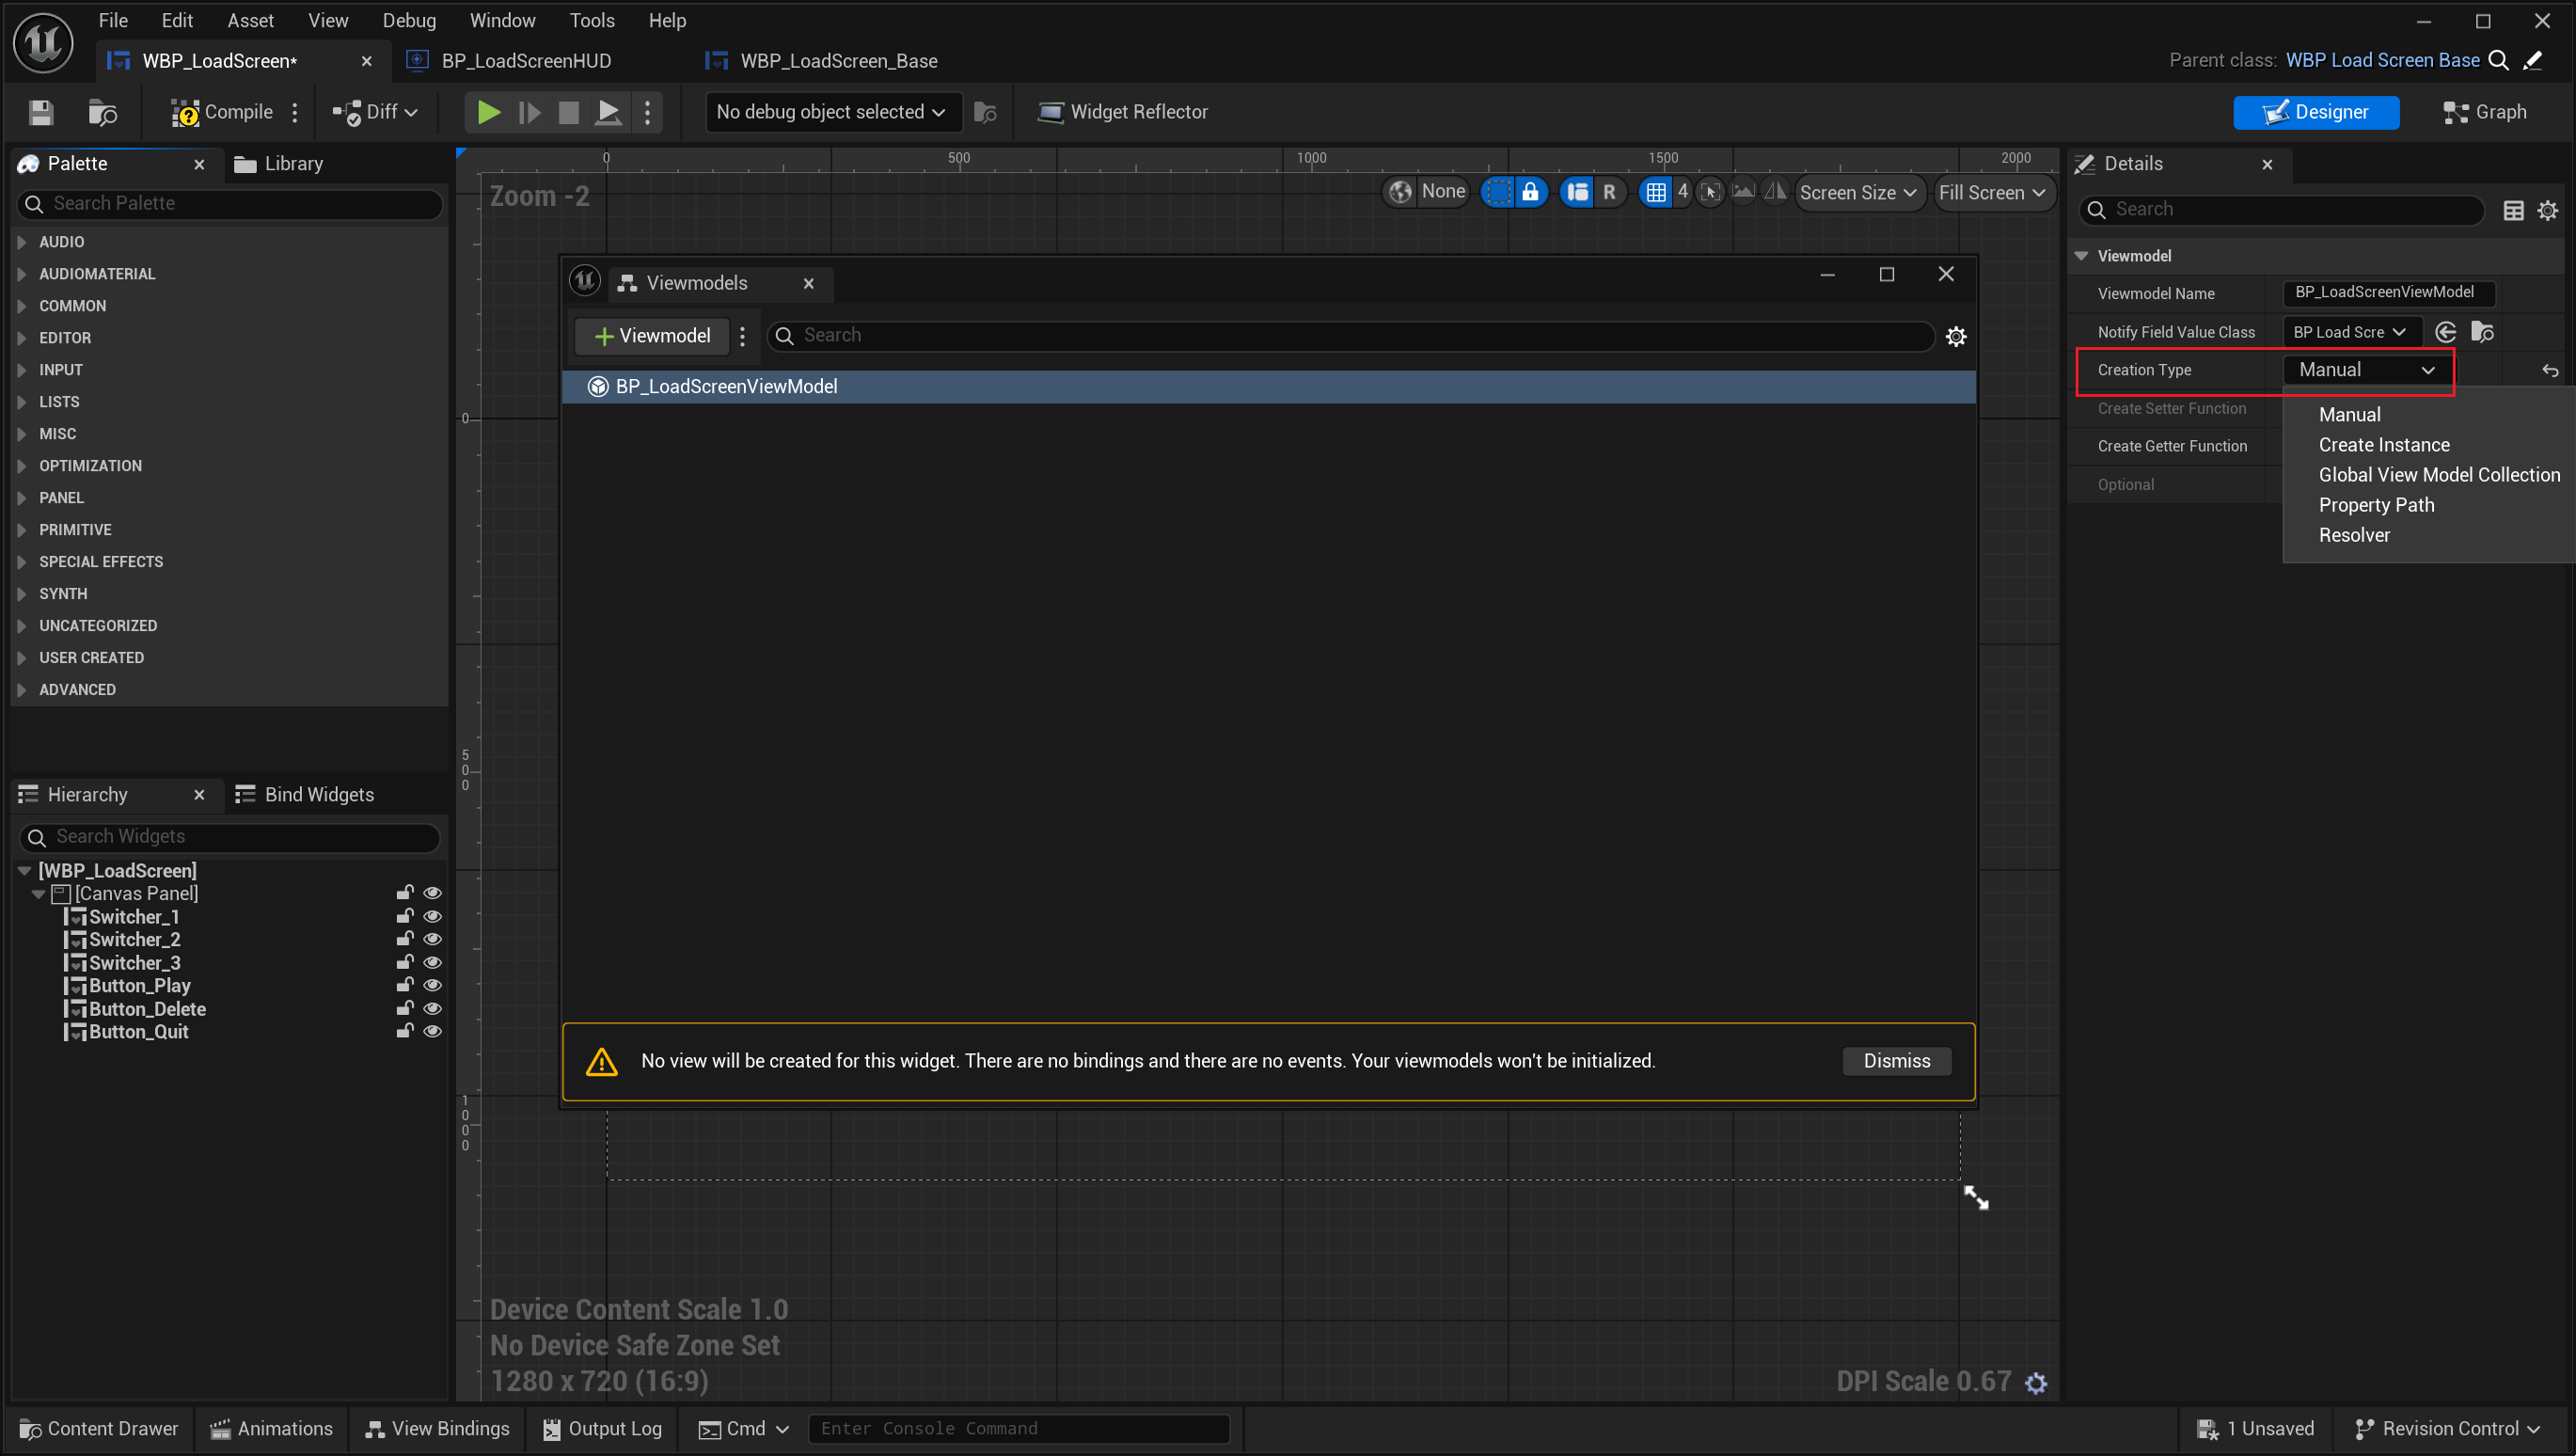 File Edit Asset View Debug Window Tools Help
WBP_LoadScreen* BP_LoadScreenHUD WBP_LoadScreen_Base
Parent class: WBP Load Screen Base
Compile Diff No debug object selected Widget Reflector Designer Graph
Palette Library
Search Palette
AUDIO
AUDIOMATERIAL
COMMON
EDITOR
INPUT
LISTS
MISC
OPTIMIZATION
PANEL
PRIMITIVE
SPECIAL EFFECTS
SYNTH
UNCATEGORIZED
USER CREATED
ADVANCED
Hierarchy Bind Widgets
Search Widgets
[WBP_LoadScreen]
[Canvas Panel]
Switcher_1
Switcher_2
Switcher_3
Button_Play
Button_Delete
Button_Quit
0 500 1000 1500 2000
Zoom -2
None R 4 Screen Size Fill Screen
0
500
1000
Viewmodels
Viewmodel Search
BP_LoadScreenViewModel
No view will be created for this widget. There are no bindings and there are no events. Your viewmodels won't be initialized. Dismiss
Device Content Scale 1.0
No Device Safe Zone Set
1280 x 720 (16:9)
DPI Scale 0.67
Details
Search
Viewmodel
Viewmodel Name BP_LoadScreenViewModel
Notify Field Value Class BP Load Scre
Creation Type Manual
Create Setter Function
Create Getter Function
Optional
Manual
Create Instance
Global View Model Collection
Property Path
Resolver
Content Drawer Animations View Bindings Output Log Cmd Enter Console Command 1 Unsaved Revision Control